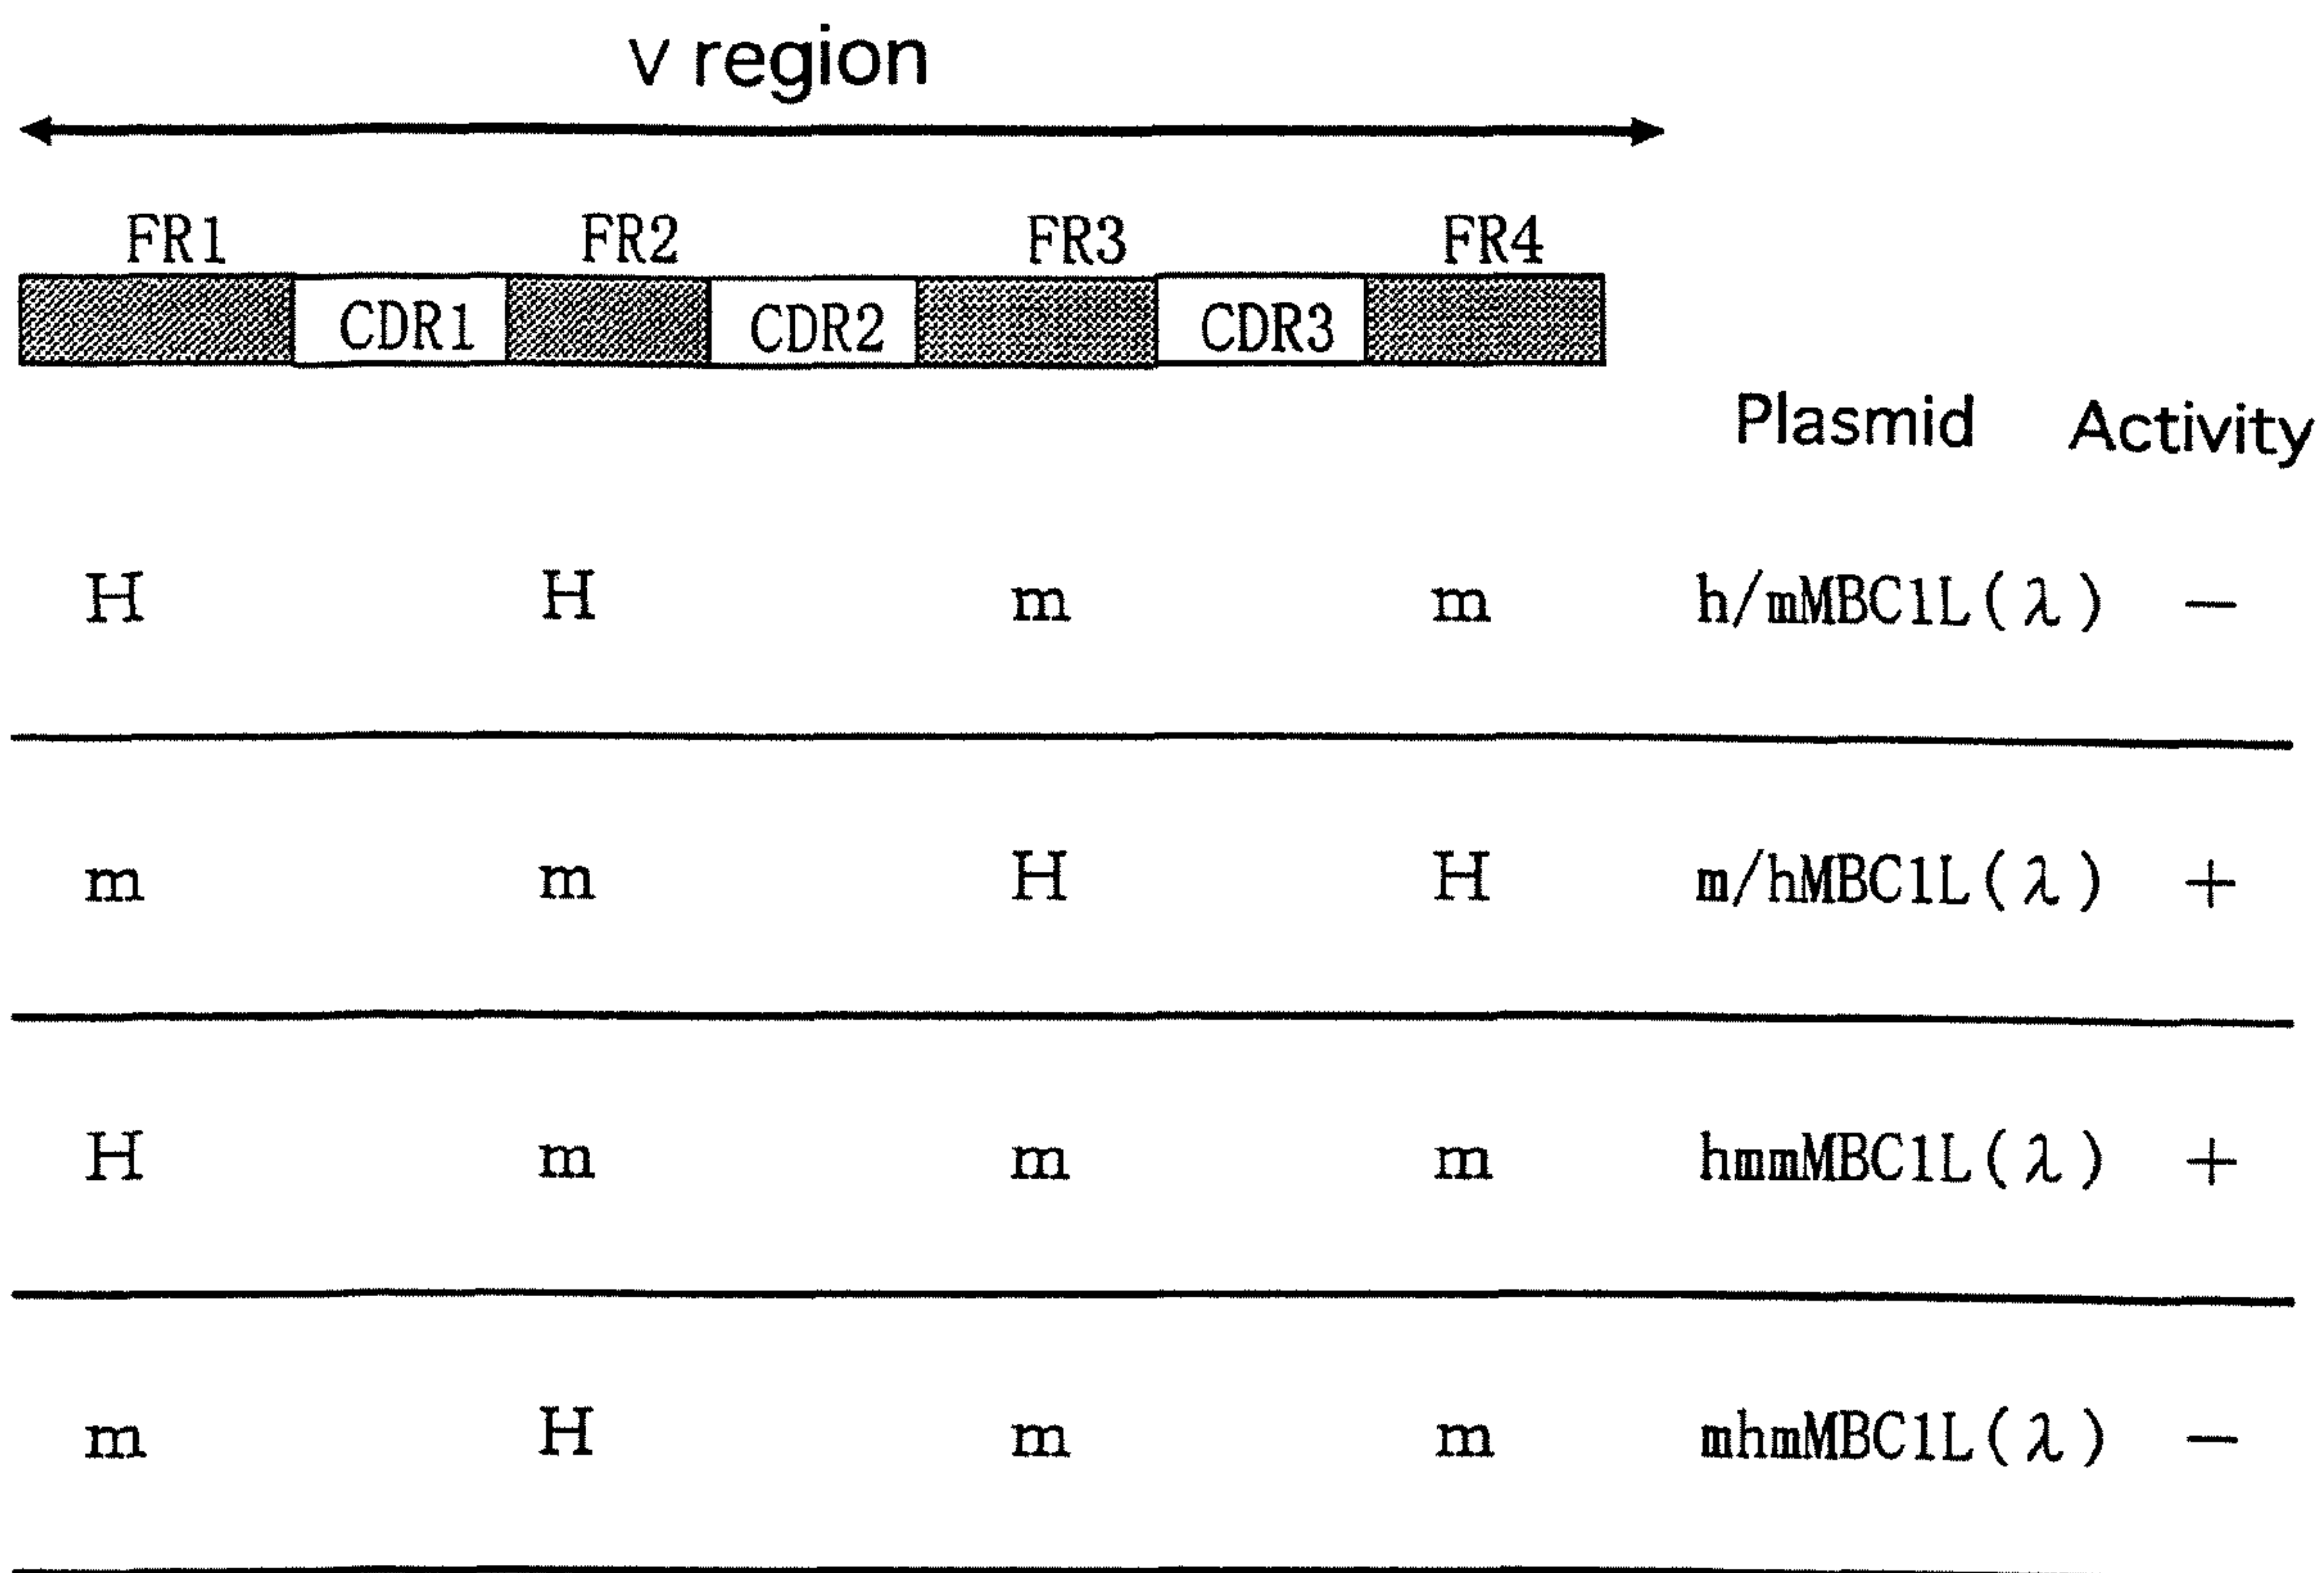 V region
FR1 FR2 FR3 FR4
CDR1 CDR2 CDR3
Plasmid Activity
H H m m h/mMBC1L(λ) −
m m H H m/hMBC1L(λ) +
H m m m hmmMBC1L(λ) +
m H m m mhmMBC1L(λ) −